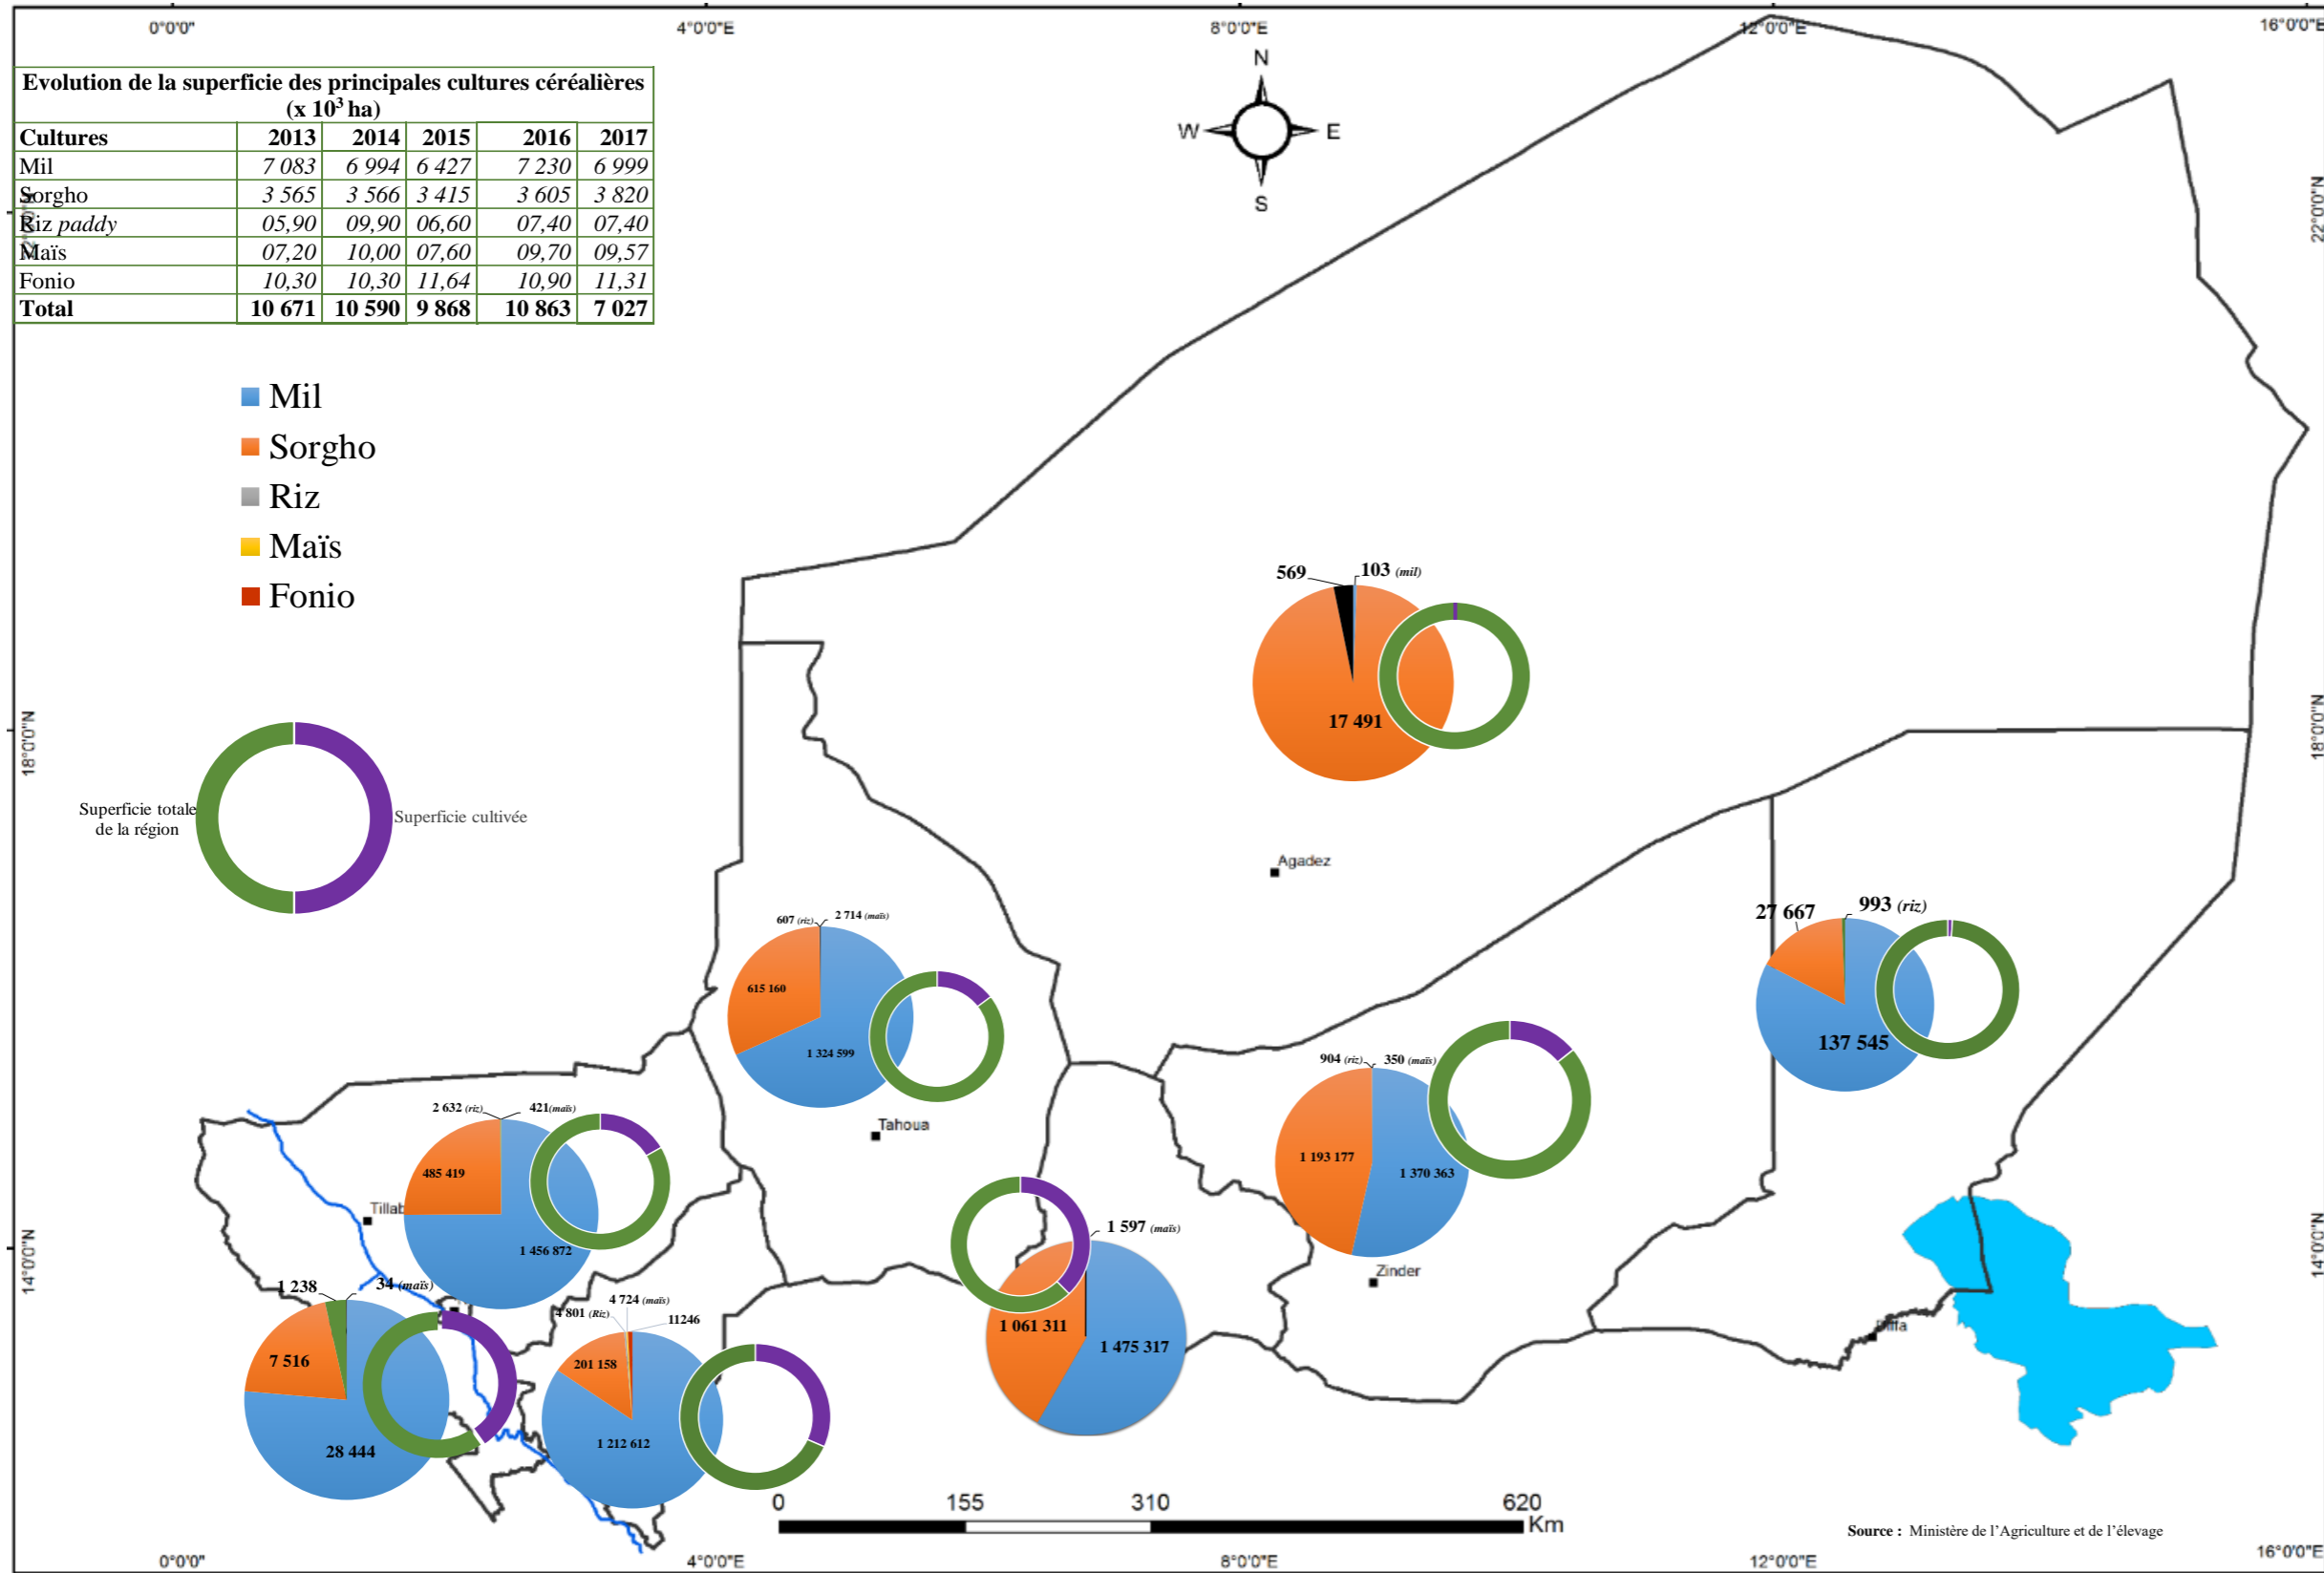 0°0'0"
4°0'0"E
8°0'0"E
12°0'0"E
16°0'0"E
Evolution de la superficie des principales cultures céréalières
(x 10³ ha)
Cultures 2013 2014 2015 2016 2017
Mil 7 083 6 994 6 427 7 230 6 999
Sorgho 3 565 3 566 3 415 3 605 3 820
Riz paddy 05,90 09,90 06,60 07,40 07,40
Maïs 07,20 10,00 07,60 09,70 09,57
Fonio 10,30 10,30 11,64 10,90 11,31
Total 10 671 10 590 9 868 10 863 7 027
N
W E
S
22°0'0"N
Mil
Sorgho
Riz
Maïs
Fonio
569
103 (mil)
17 491
18°0'0"N
18°0'0"N
Superficie totale
de la région
Superficie cultivée
Agadez
27 667
993 (riz)
137 545
607 (riz)
2 714 (maïs)
615 160
1 324 599
Tahoua
904 (riz)
350 (maïs)
1 193 177
1 370 363
Zinder
2 632 (riz)
421(maïs)
485 419
1 456 872
Tillab
14°0'0"N
14°0'0"N
1 597 (maïs)
1 061 311
1 475 317
1 238
34 (maïs)
7 516
28 444
4 801 (Riz)
4 724 (maïs)
11246
201 158
1 212 612
0 155 310 620
Km
Source : Ministère de l'Agriculture et de l'élevage
0°0'0"
4°0'0"E
8°0'0"E
12°0'0"E
16°0'0"E